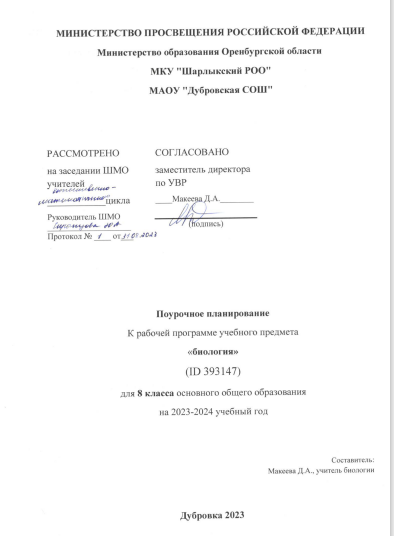 МИНИСТЕРСТВО ПРОСВЕЩЕНИЯ РОССИЙСКОЙ ФЕДЕРАЦИИ
Министерство образования Оренбургской области
МКУ "Шарлыкский РОО"
МАОУ "Дубровская СОШ"
РАССМОТРЕНО
на заседании ШМО
учителей естественно-
цикла
Руководитель ШМО
Протокол № 1 от
СОГЛАСОВАНО
заместитель директора
по УВР
Макеева Д.А.
(подпись)
Поурочное планирование
К рабочей программе учебного предмета
«биология»
(ID 393147)
для 8 класса основного общего образования
на 2023-2024 учебный год
Составитель:
Макеева Д.А., учитель биологии
Дубровка 2023